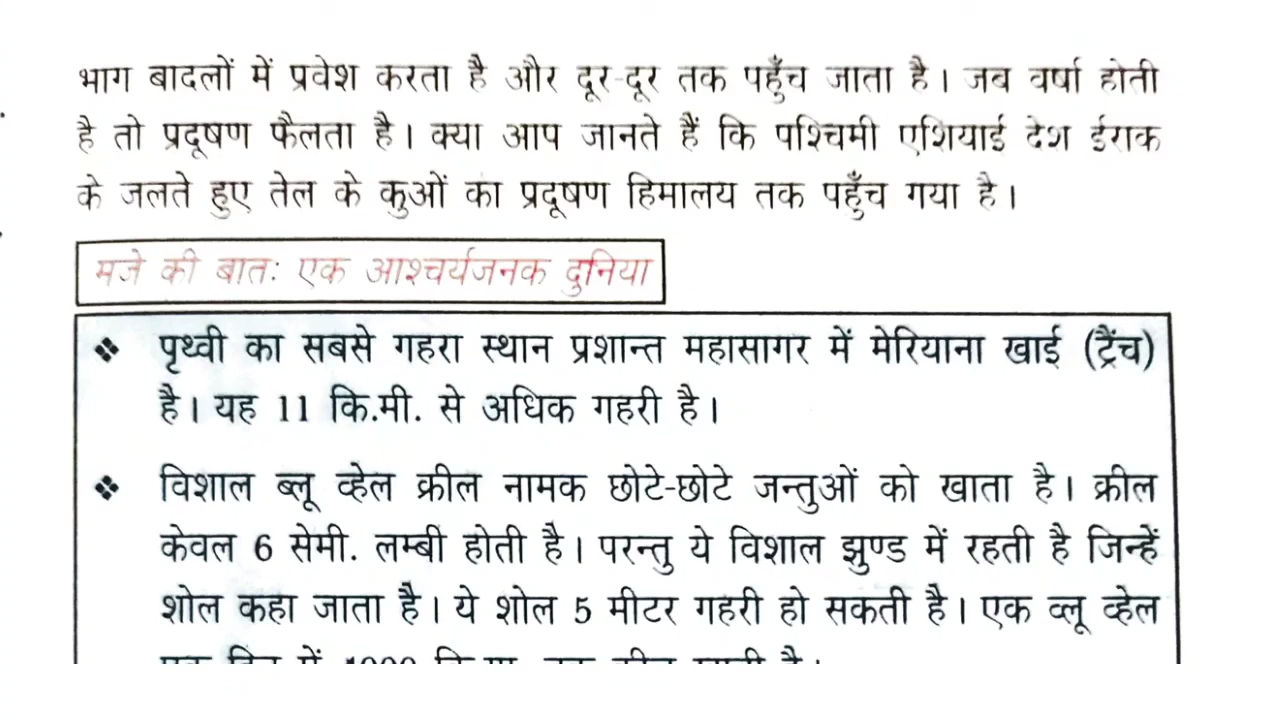 भाग बादलों में प्रवेश करता है और दूर-दूर तक पहुँच जाता है। जब वर्षा होती
है तो प्रदूषण फैलता है। क्या आप जानते हैं कि पश्चिमी एशियाई देश ईराक
के जलते हुए तेल के कुओं का प्रदूषण हिमालय तक पहुँच गया है।
मजे की बात: एक आश्चर्यजनक दुनिया
❖ पृथ्वी का सबसे गहरा स्थान प्रशान्त महासागर में मेरियाना खाई (ट्रैंच)
है। यह 11 कि.मी. से अधिक गहरी है।
❖ विशाल ब्लू व्हेल क्रील नामक छोटे-छोटे जन्तुओं को खाता है। क्रील
केवल 6 सेमी. लम्बी होती है। परन्तु ये विशाल झुण्ड में रहती है जिन्हें
शोल कहा जाता है। ये शोल 5 मीटर गहरी हो सकती है। एक ब्लू व्हेल